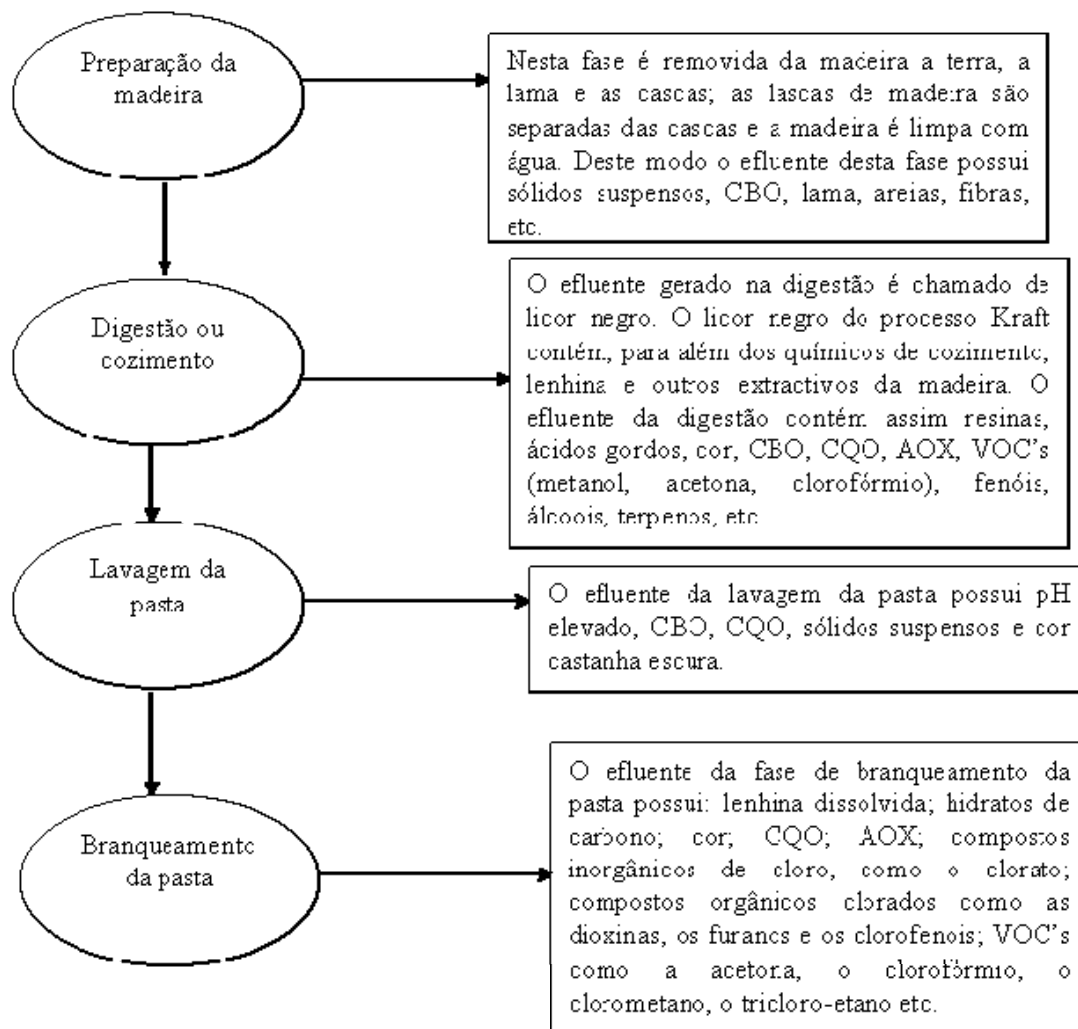 Preparação da
madeira
Nesta fase é removida da madeira a terra, a
lama e as cascas; as lascas de madeira são
separadas das cascas e a madeira é limpa com
água. Deste modo o efluente desta fase possui
sólidos suspensos, CBO, lama, areias, fibras,
etc.
Digestão ou
cozimento
O efluente gerado na digestão é chamado de
licor negro. O licor negro do processo Kraft
contém, para além dos químicos de cozimento,
lenhina e outros extractivos da madeira. O
efluente da digestão contém assim resinas,
ácidos gordos, cor, CBO, CQO, AOX, VOC's
(metanol, acetona, clorofórmio), fenóis,
álcoois, terpenos, etc
Lavagem da
pasta
O efluente da lavagem da pasta possui pH
elevado, CBO, CQO, sólidos suspensos e cor
castanha escura.
Branqueamento
da pasta
O efluente da fase de branqueamento da
pasta possui: lenhina dissolvida; hidratos de
carbono; cor; CQO; AOX; compostos
inorgânicos de cloro, como o clorato;
compostos orgânicos clorados como as
dioxinas, os furanos e os clorofenois; VOC's
como a acetona, o clorofórmio, o
clorometano, o tricloro-etano etc.